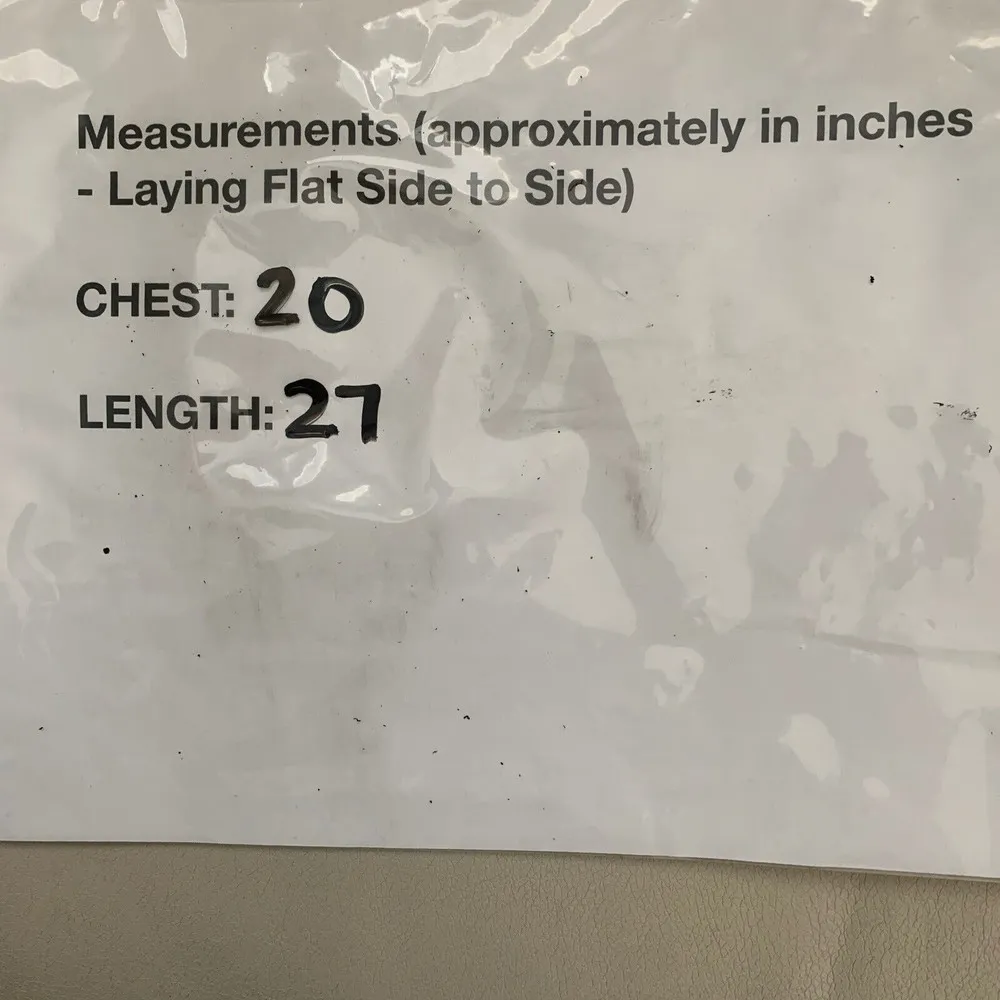 Measurements (approximately in inches
- Laying Flat Side to Side)
CHEST: 20
LENGTH: 27